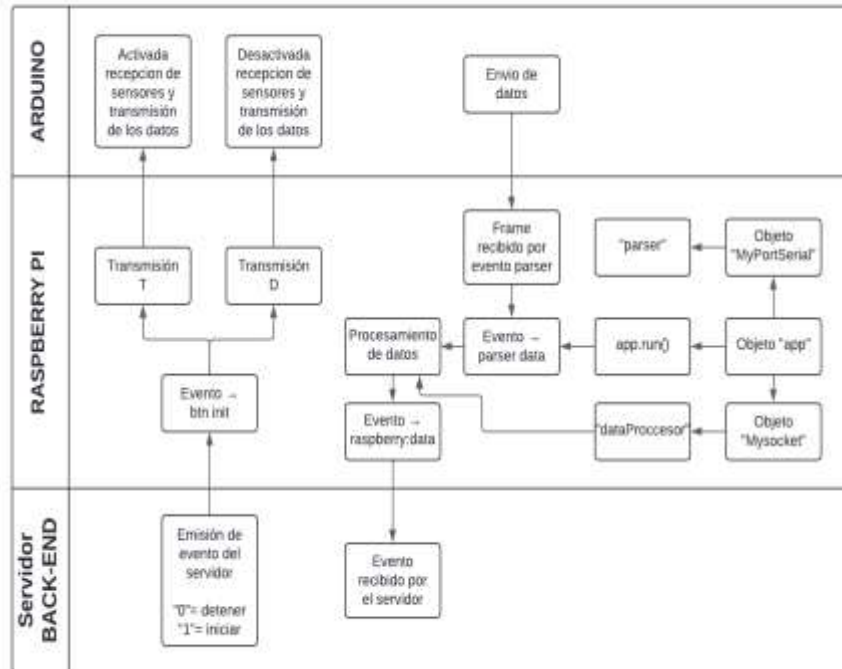 ARDUINO
Activada
recepcion de
sensores y
transmisión
de los datos
Desactivada
recepcion de
sensores y
transmisión
de los datos
Envio de
datos
RASPBERRY PI
Transmisión
T
Transmisión
D
Frame
recibido por
evento parser
"parser"
Objeto
"MyPortSerial"
Procesamiento
de datos
Evento →
parser data
app.run()
Objeto "app"
Evento →
btn init
Evento →
raspberry:data
"dataProccesor"
Objeto
"Mysocket"
Servidor
BACK-END
Emisión de
evento del
servidor
"0"= detener
"1"= iniciar
Evento
recibido por
el servidor